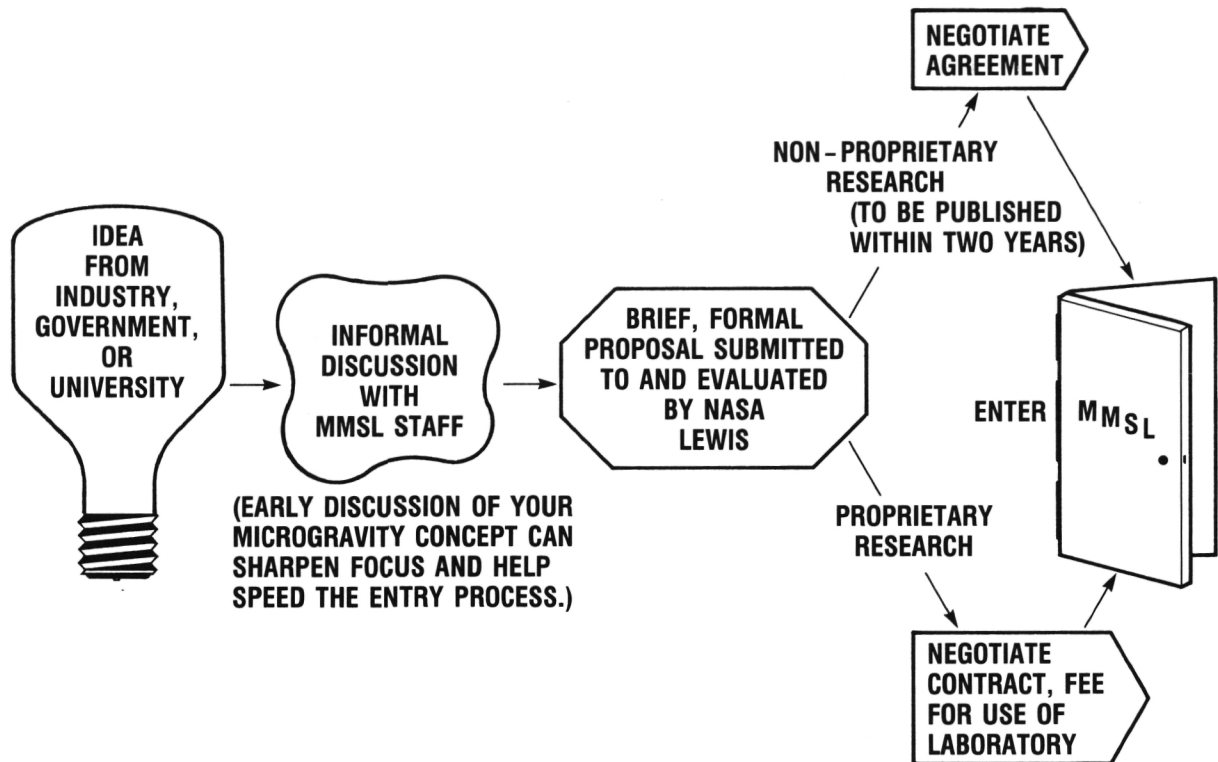 IDEA
FROM
INDUSTRY,
GOVERNMENT,
OR
UNIVERSITY
INFORMAL
DISCUSSION
WITH
MMSL STAFF
(EARLY DISCUSSION OF YOUR
MICROGRAVITY CONCEPT CAN
SHARPEN FOCUS AND HELP
SPEED THE ENTRY PROCESS.)
BRIEF, FORMAL
PROPOSAL SUBMITTED
TO AND EVALUATED
BY NASA
LEWIS
NON-PROPRIETARY
RESEARCH
(TO BE PUBLISHED
WITHIN TWO YEARS)
NEGOTIATE
AGREEMENT
PROPRIETARY
RESEARCH
NEGOTIATE
CONTRACT, FEE
FOR USE OF
LABORATORY
ENTER
MMSL